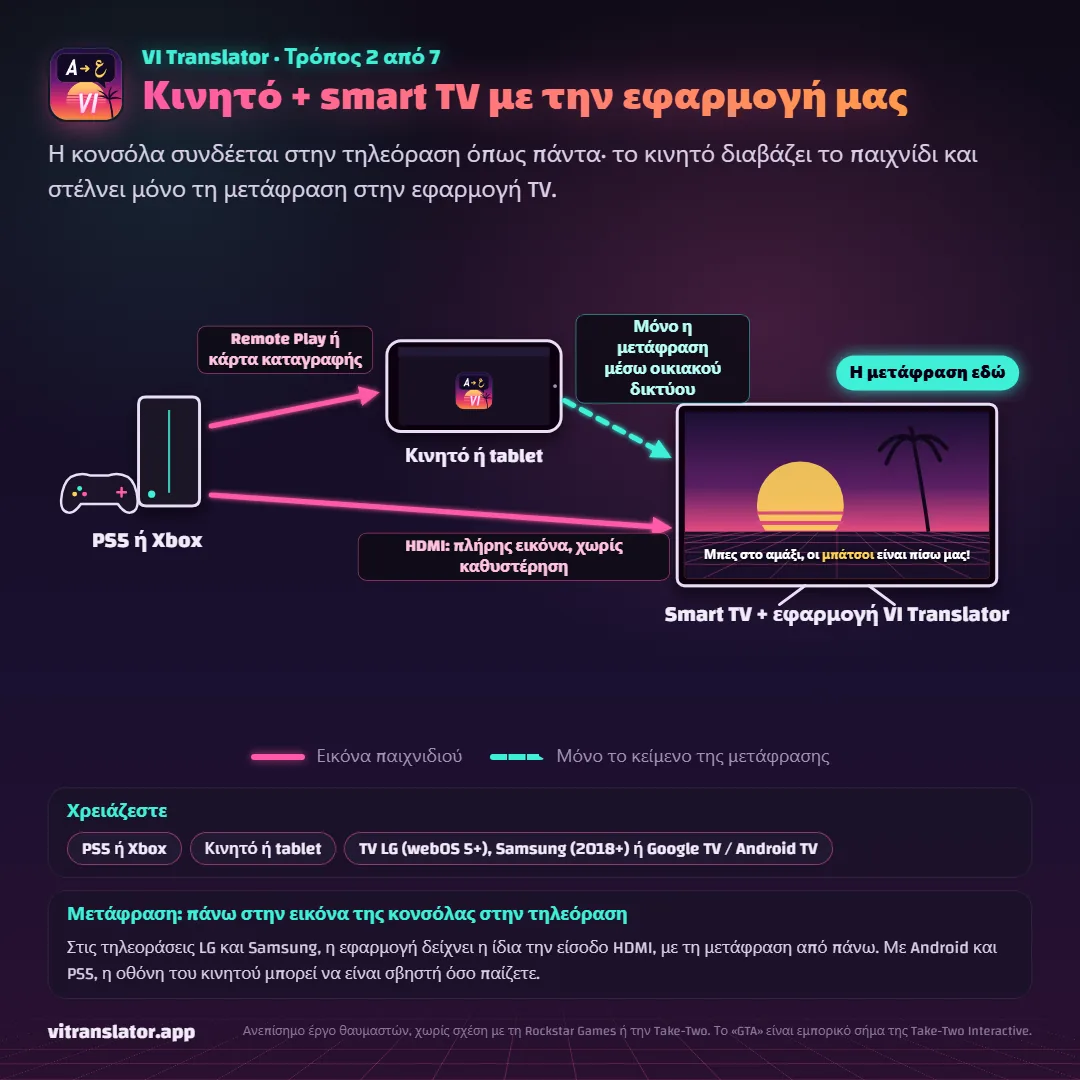 A→ع
VI
VI Translator · Τρόπος 2 από 7
Κινητό + smart TV με την εφαρμογή μας
Η κονσόλα συνδέεται στην τηλεόραση όπως πάντα· το κινητό διαβάζει το παιχνίδι και
στέλνει μόνο τη μετάφραση στην εφαρμογή TV.
Remote Play ή
κάρτα καταγραφής
Μόνο η
μετάφραση
μέσω οικιακού
δικτύου
Η μετάφραση εδώ
A→ع
VI
Κινητό ή tablet
PS5 ή Xbox
HDMI: πλήρης εικόνα, χωρίς
καθυστέρηση
Μπες στο αμάξι, οι μπάτσοι είναι πίσω μας!
Smart TV + εφαρμογή VI Translator
Εικόνα παιχνιδιού
Μόνο το κείμενο της μετάφρασης
Χρειάζεστε
PS5 ή Xbox
Κινητό ή tablet
TV LG (webOS 5+), Samsung (2018+) ή Google TV / Android TV
Μετάφραση: πάνω στην εικόνα της κονσόλας στην τηλεόραση
Στις τηλεοράσεις LG και Samsung, η εφαρμογή δείχνει η ίδια την είσοδο HDMI, με τη μετάφραση από πάνω. Με Android και
PS5, η οθόνη του κινητού μπορεί να είναι σβηστή όσο παίζετε.
vitranslator.app
Ανεπίσημο έργο θαυμαστών, χωρίς σχέση με τη Rockstar Games ή την Take-Two. Το «GTA» είναι εμπορικό σήμα της Take-Two Interactive.